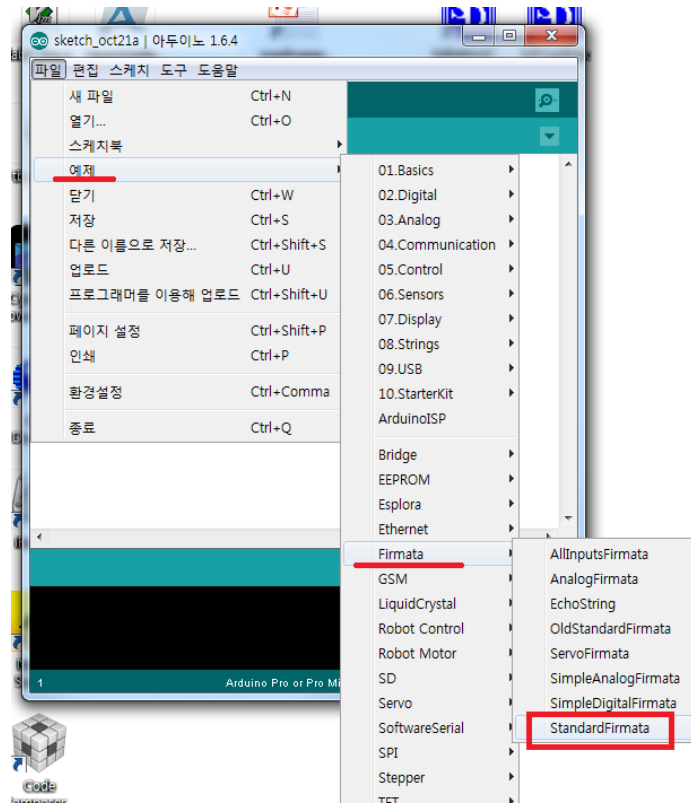 sketch_oct21a | 아두이노 1.6.4
파일 편집 스케치 도구 도움말
새 파일 Ctrl+N
열기... Ctrl+O
스케치북
예제
닫기 Ctrl+W
저장 Ctrl+S
다른 이름으로 저장... Ctrl+Shift+S
업로드 Ctrl+U
프로그래머를 이용해 업로드 Ctrl+Shift+U
페이지 설정 Ctrl+Shift+P
인쇄 Ctrl+P
환경설정 Ctrl+Comma
종료 Ctrl+Q
01.Basics
02.Digital
03.Analog
04.Communication
05.Control
06.Sensors
07.Display
08.Strings
09.USB
10.StarterKit
ArduinoISP
Bridge
EEPROM
Esplora
Ethernet
Firmata
GSM
LiquidCrystal
Robot Control
Robot Motor
SD
Servo
SoftwareSerial
SPI
Stepper
TFT
AllInputsFirmata
AnalogFirmata
EchoString
OldStandardFirmata
ServoFirmata
SimpleAnalogFirmata
SimpleDigitalFirmata
StandardFirmata
1 Arduino Pro or Pro Mi
Code